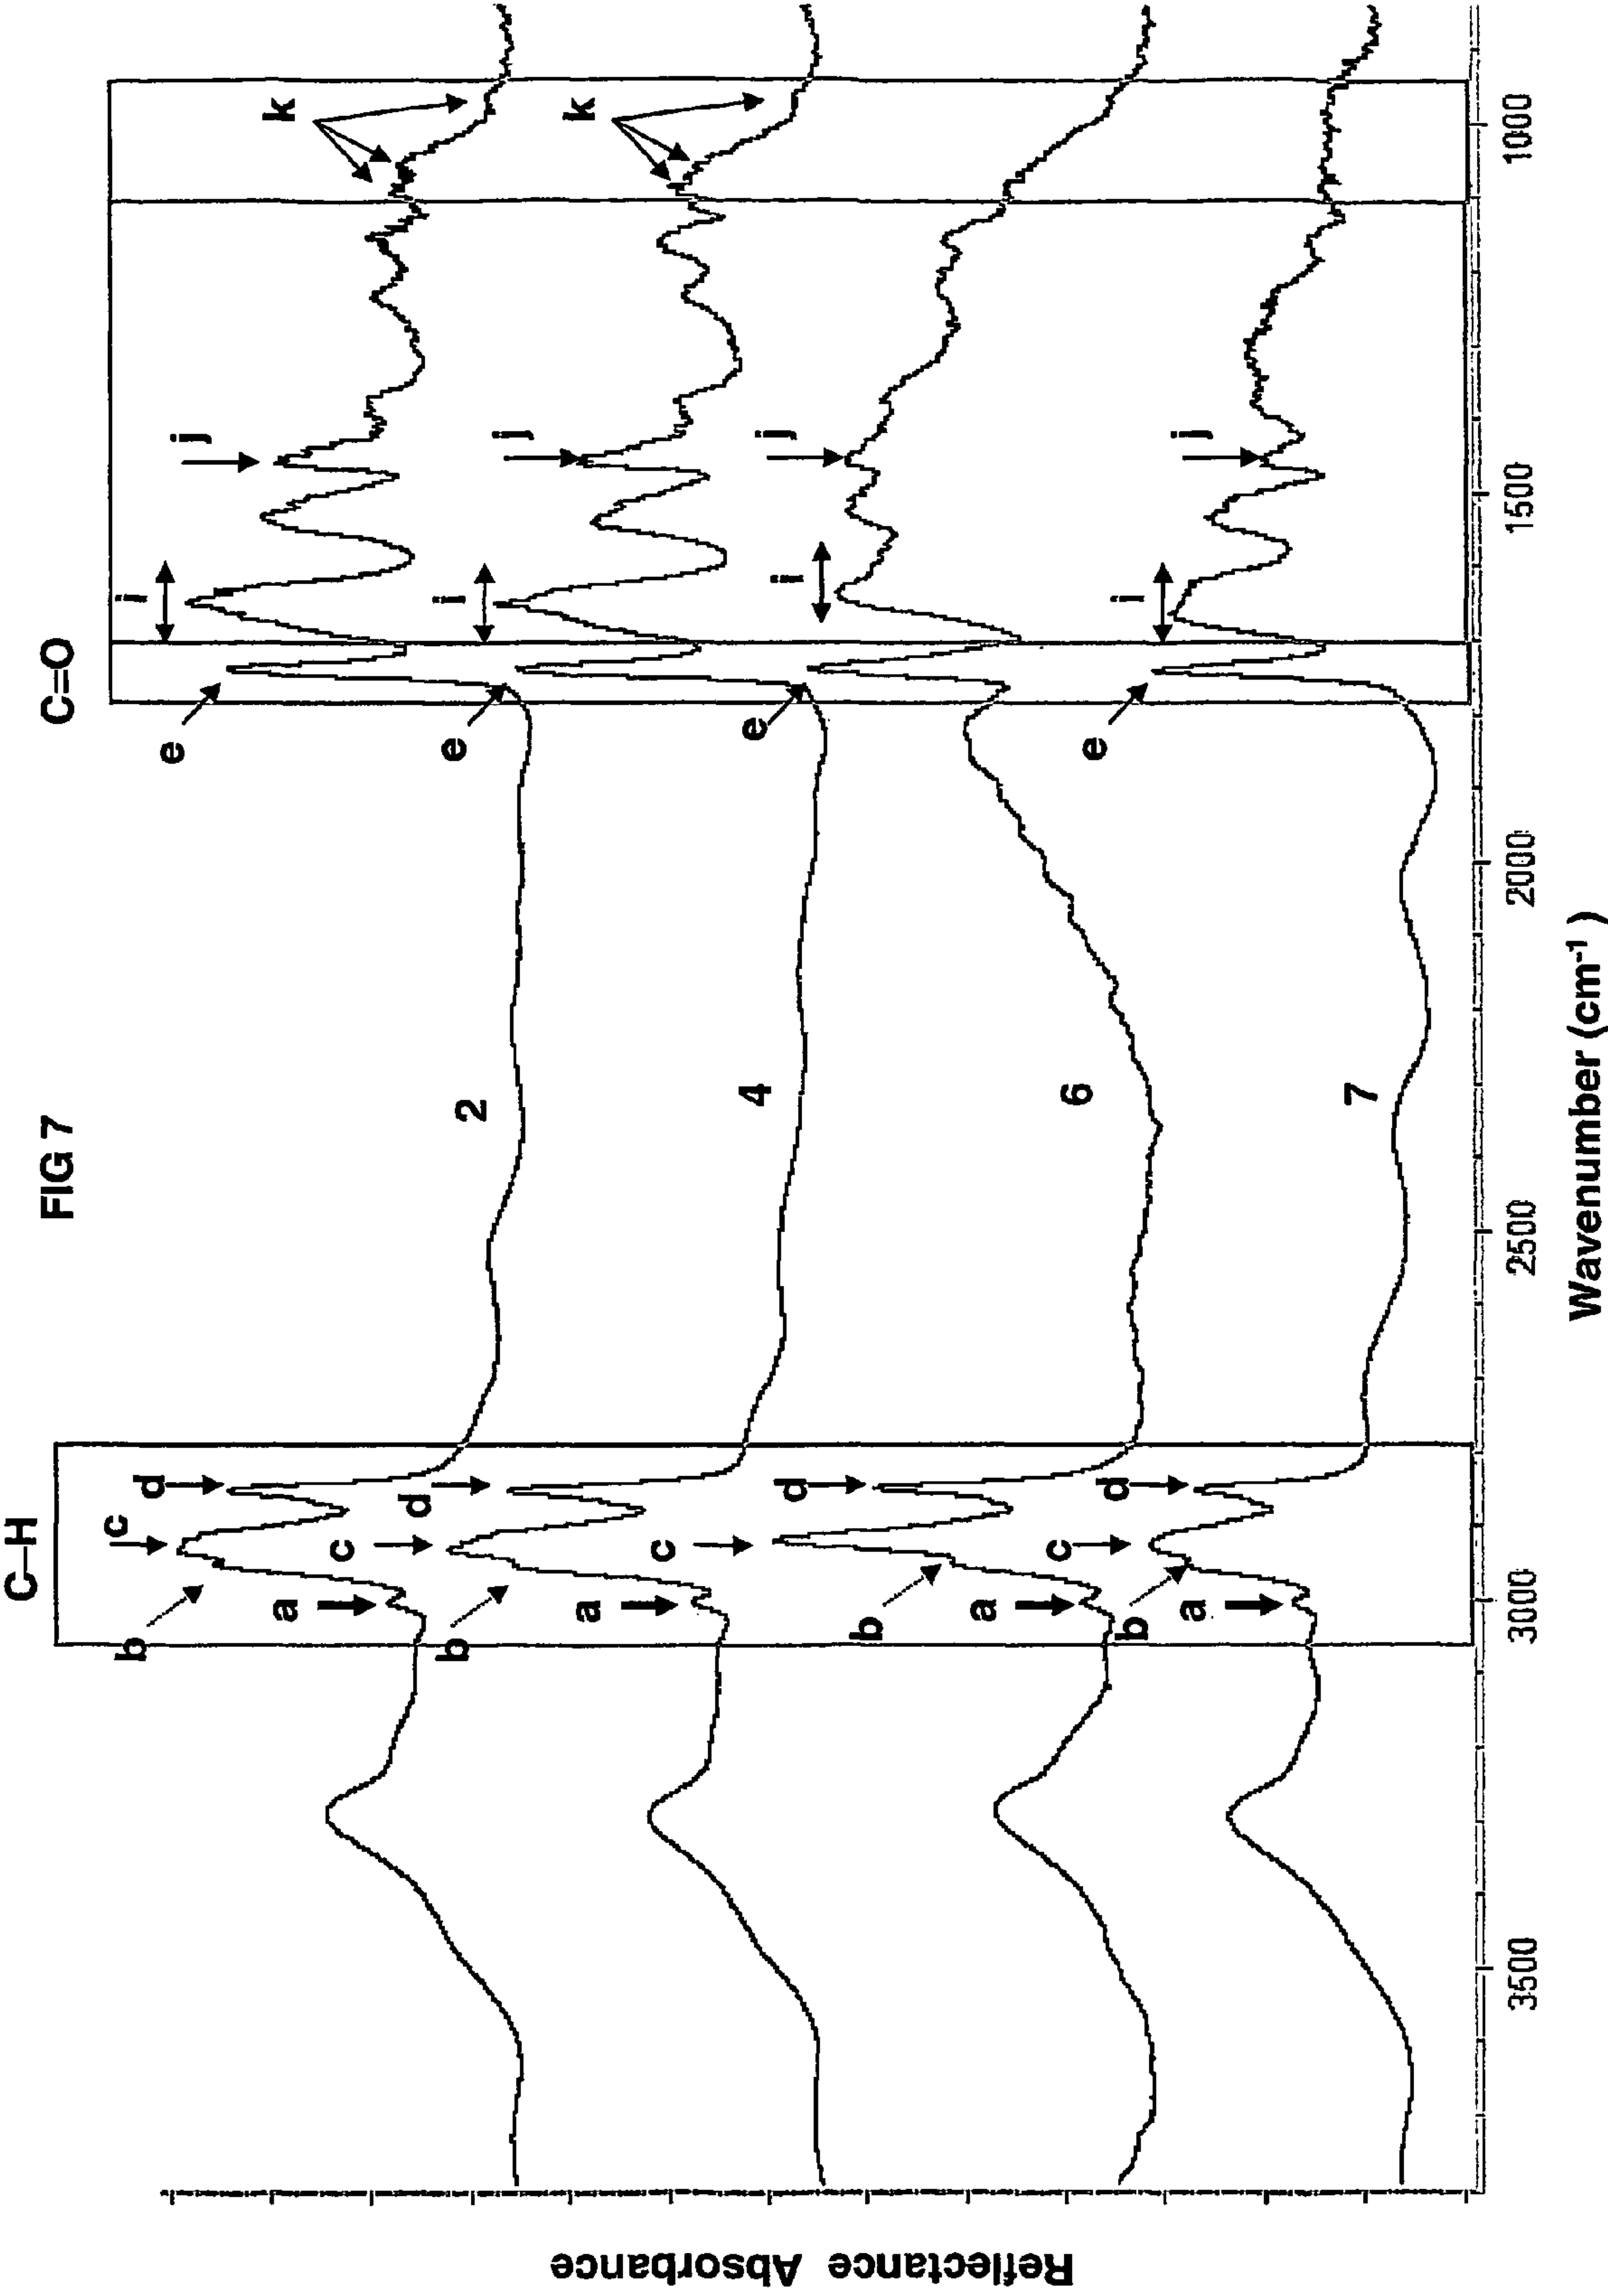 FIG 7
C–H
C=O
c
d
b
a
e
i
j
k
2
c
d
b
a
e
i
j
k
4
c
d
b
a
e
i
j
6
c
d
b
a
e
i
j
7
3500
3000
2500
2000
1500
1000
Wavenumber (cm⁻¹ )
Reflectance Absorbance